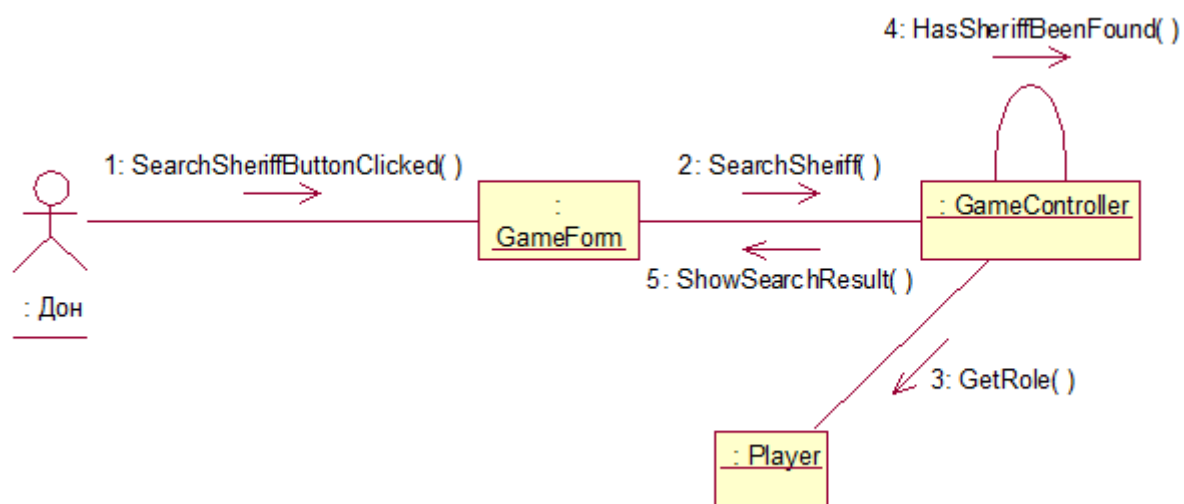 4: HasSheriffBeenFound( )
1: SearchSheriffButtonClicked( )
2: SearchSheriff( )
:
GameForm
: GameController
5: ShowSearchResult( )
: Дон
3: GetRole( )
: Player